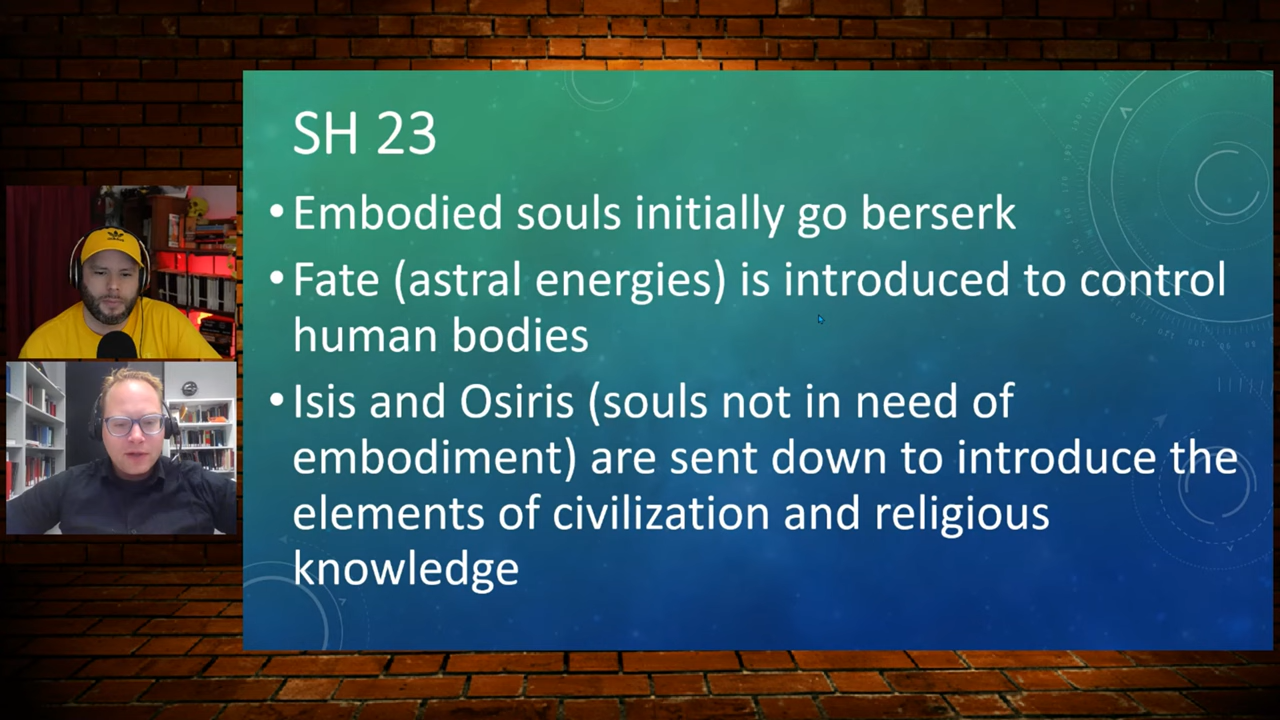 SH 23
• Embodied souls initially go berserk
• Fate (astral energies) is introduced to control
human bodies
• Isis and Osiris (souls not in need of
embodiment) are sent down to introduce the
elements of civilization and religious
knowledge